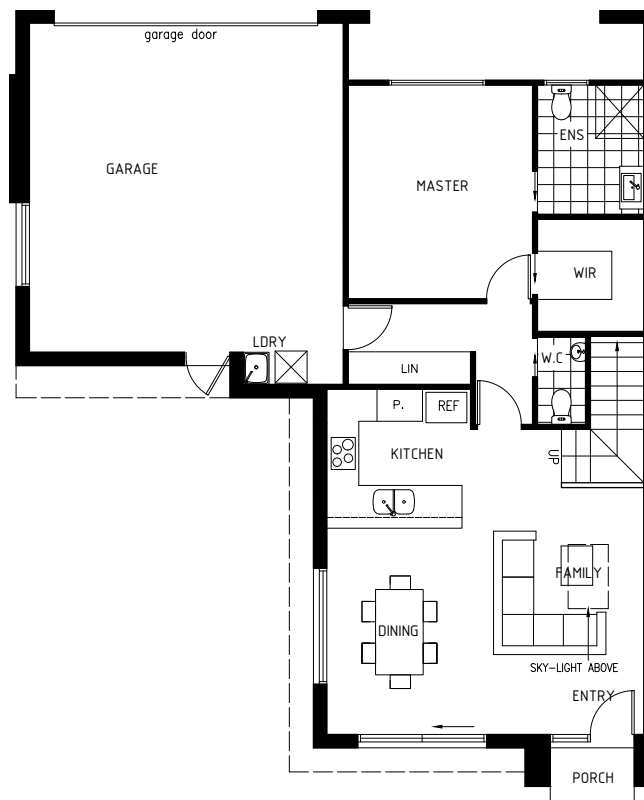 garage door
ENS
GARAGE
MASTER
WIR
LDRY
W.C
LIN
P.
REF
KITCHEN
UP
FAMILY
DINING
SKY-LIGHT ABOVE
ENTRY
PORCH